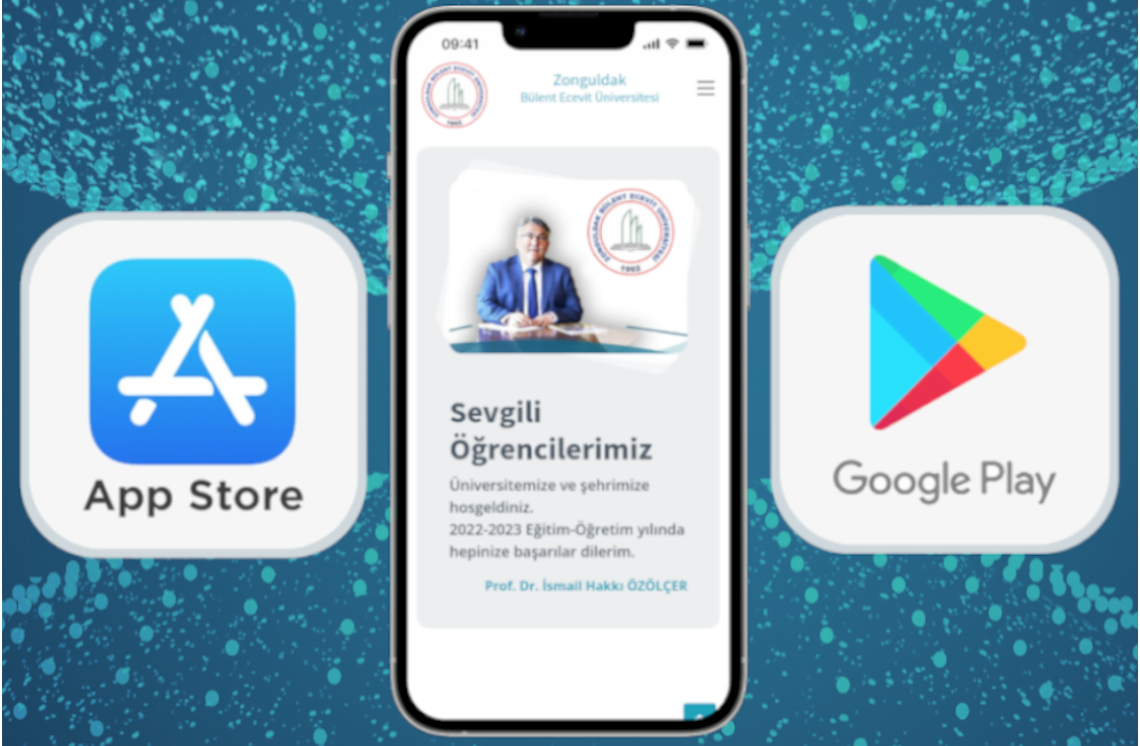 09:41
Zonguldak
Bülent Ecevit Üniversitesi
ZONGULDAK BÜLENT ECEVİT ÜNİVERSİTESİ
1992
ZONGULDAK BÜLENT ECEVİT ÜNİVERSİTESİ
1992
Sevgili
Öğrencilerimiz
Üniversitemize ve şehrimize
hosgeldiniz.
2022-2023 Eğitim-Öğretim yılında
hepinize başarılar dilerim.
Prof. Dr. İsmail Hakkı ÖZÖLÇER
App Store
Google Play